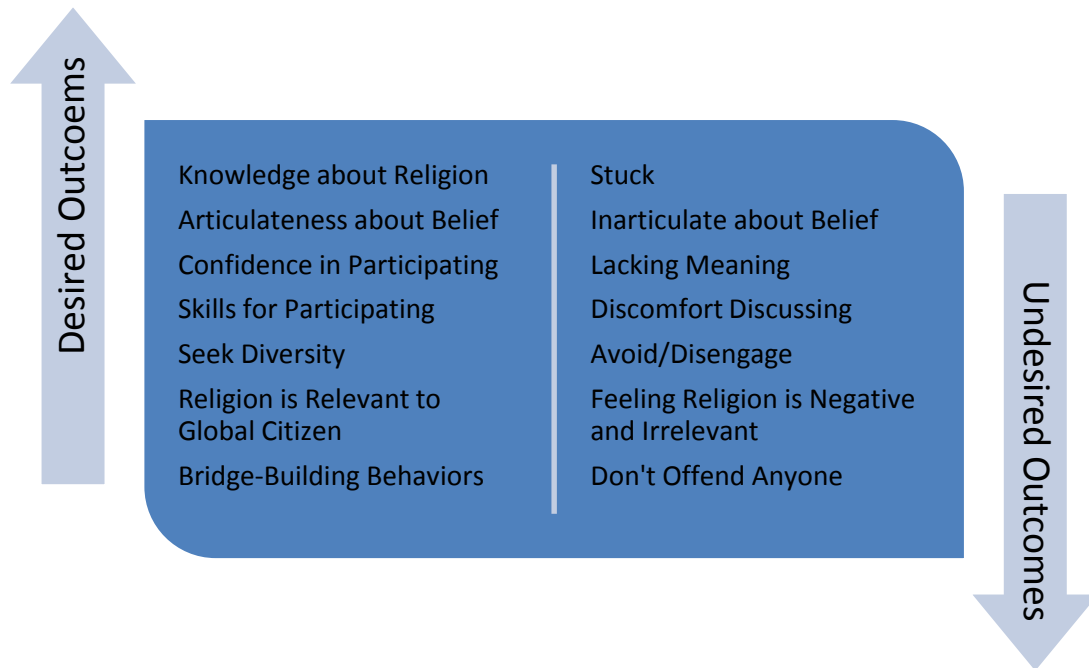 Desired Outcoems
Knowledge about Religion
Articulateness about Belief
Confidence in Participating
Skills for Participating
Seek Diversity
Religion is Relevant to
Global Citizen
Bridge-Building Behaviors
Stuck
Inarticulate about Belief
Lacking Meaning
Discomfort Discussing
Avoid/Disengage
Feeling Religion is Negative
and Irrelevant
Don't Offend Anyone
Undesired Outcomes